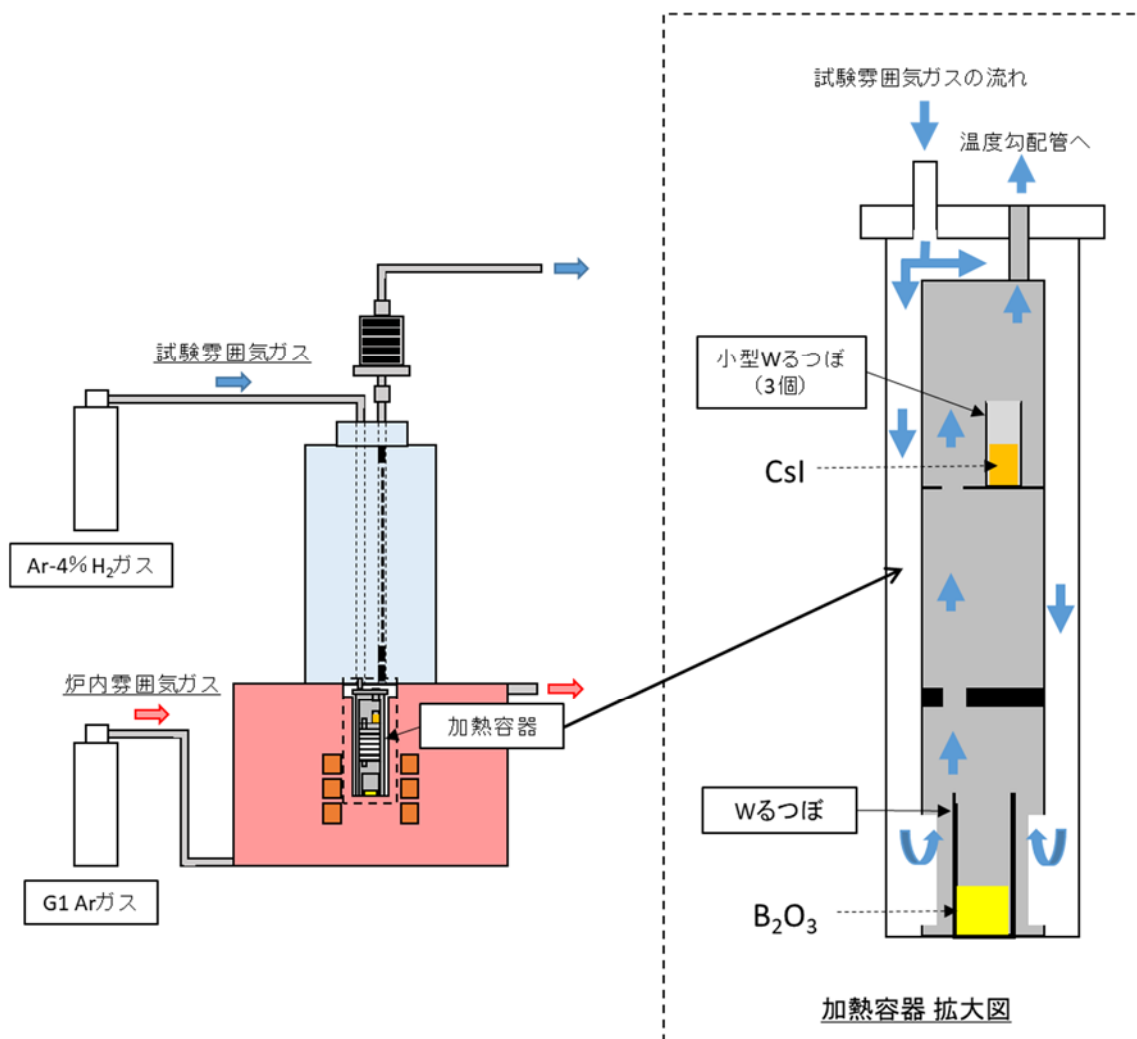 試験雰囲気ガス
Ar-4% H₂ガス
炉内雰囲気ガス
G1 Arガス
加熱容器
試験雰囲気ガスの流れ
温度勾配管へ
小型Wるつぼ
（3個）
CsI
Wるつぼ
B₂O₃
加熱容器 拡大図